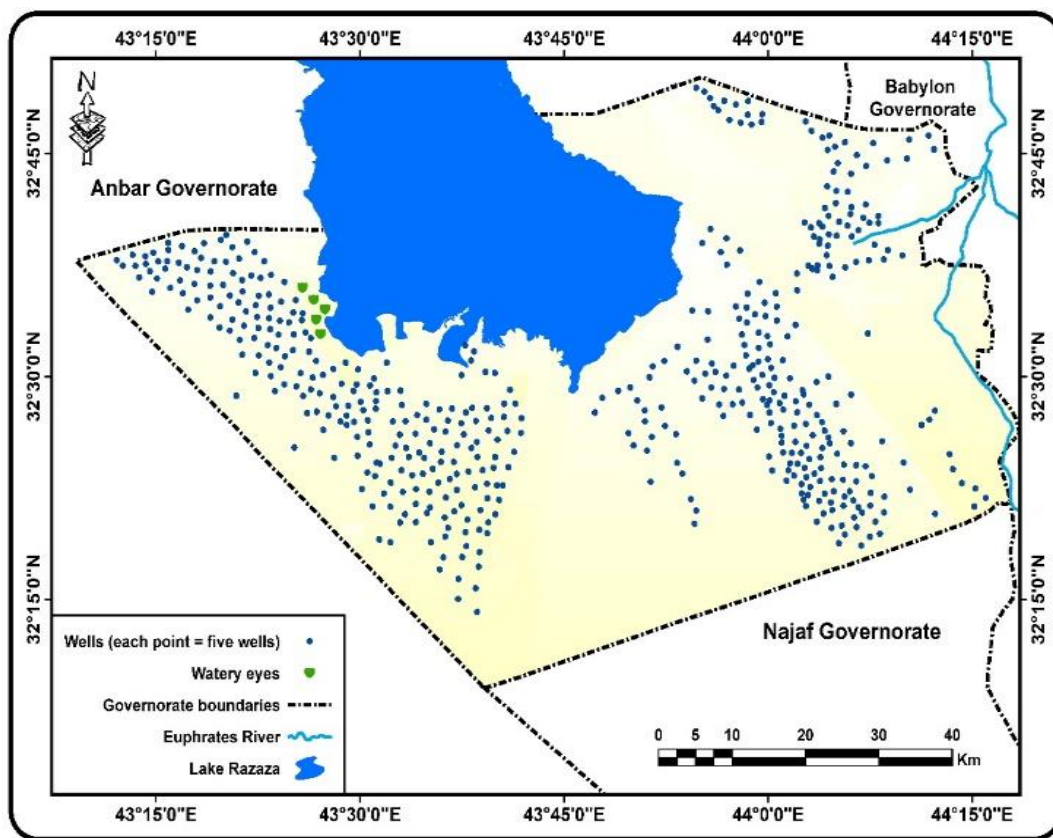 43°15'0"E 43°30'0"E 43°45'0"E 44°0'0"E 44°15'0"E
N
Babylon
Governorate
32°45'0"N
32°45'0"N
Anbar Governorate
32°30'0"N
32°30'0"N
32°15'0"N
32°15'0"N
Najaf Governorate
Wells (each point = five wells)
Watery eyes
Governorate boundaries
Euphrates River
Lake Razaza
0 5 10 20 30 40
Km
43°15'0"E 43°30'0"E 43°45'0"E 44°0'0"E 44°15'0"E